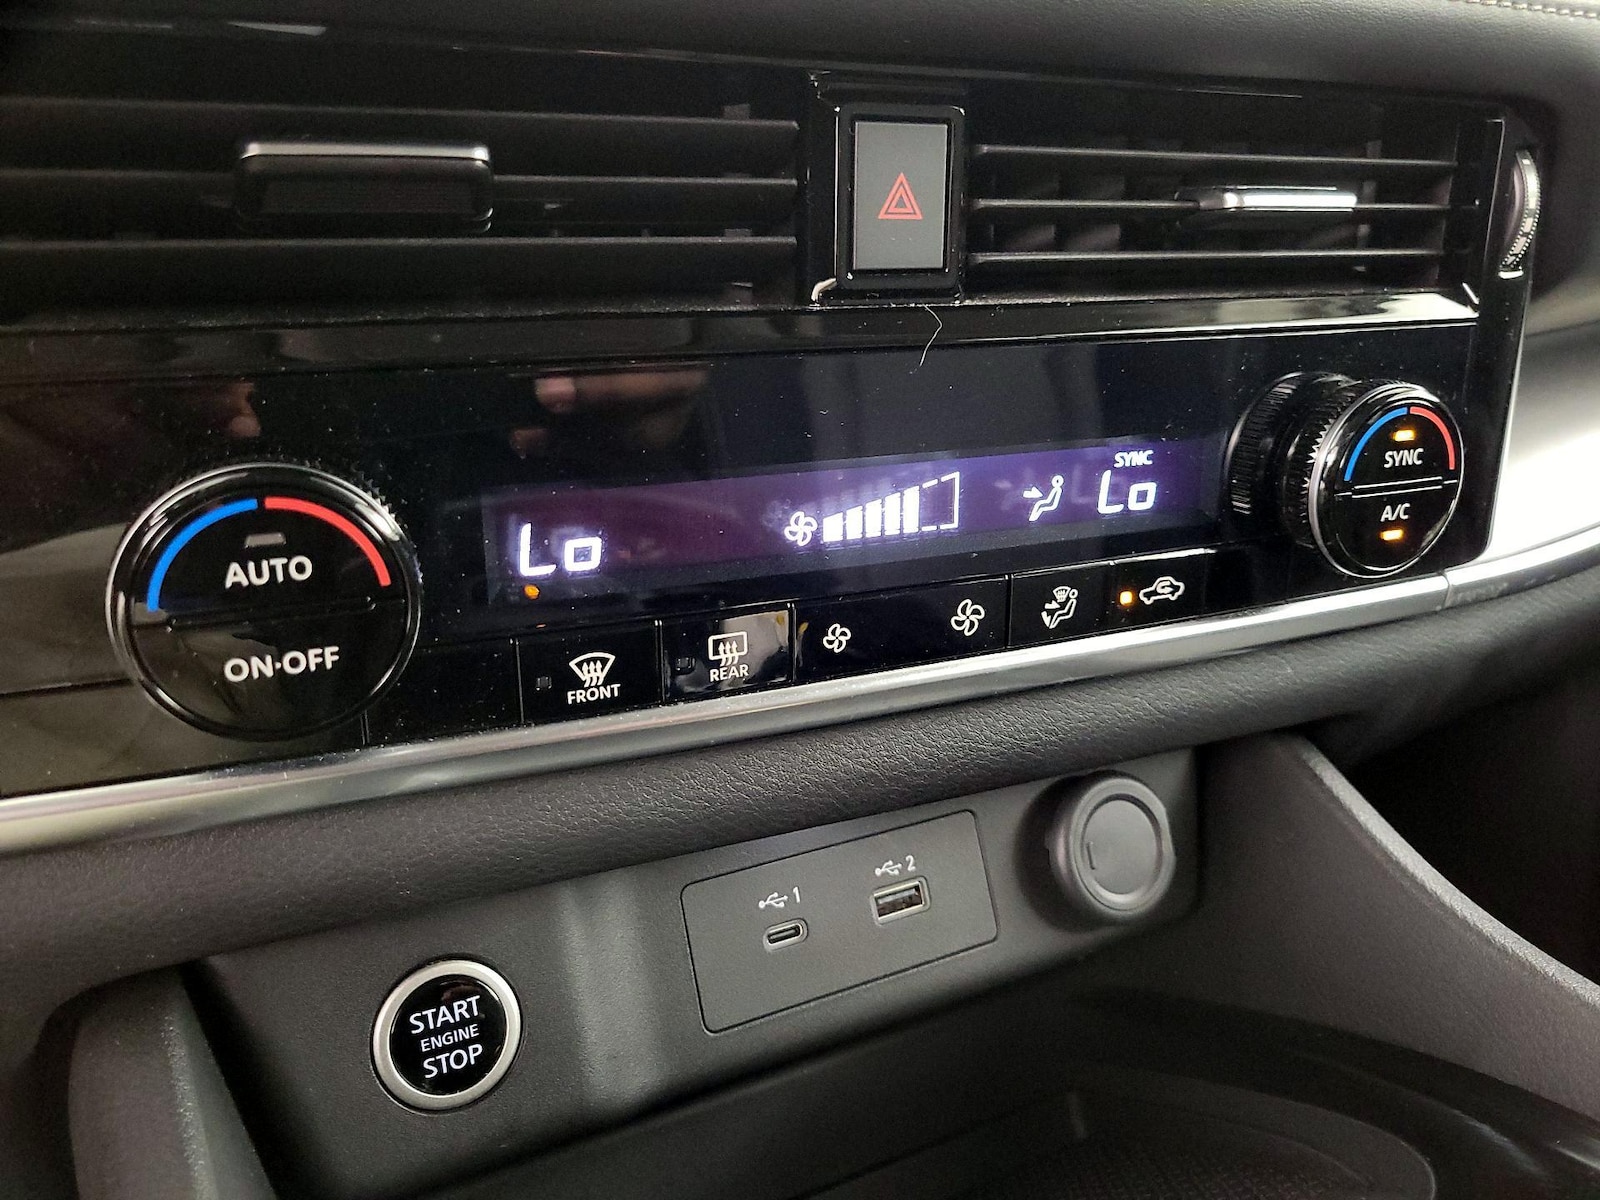 SYNC
Lo
Lo
SYNC
A/C
AUTO
ON·OFF
FRONT
REAR
1
2
START
ENGINE
STOP